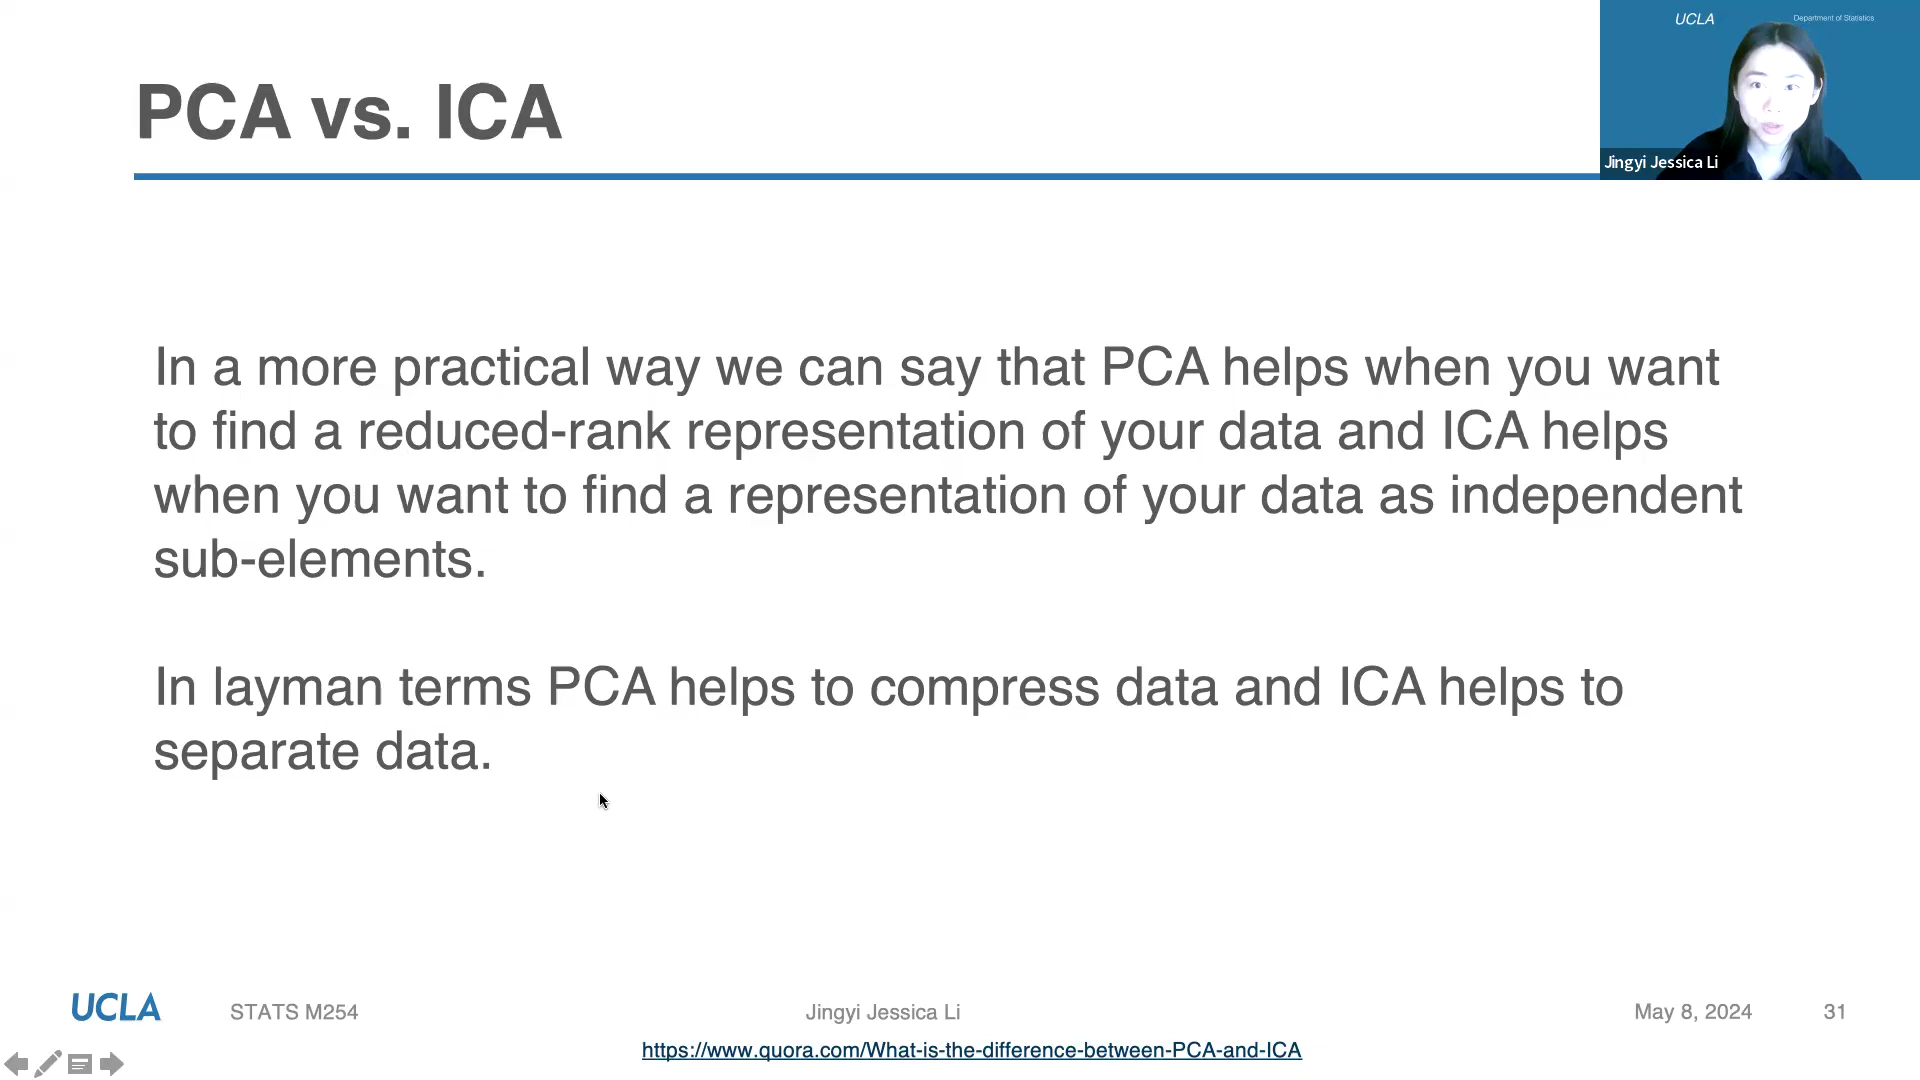 UCLA
Department of Statistics
PCA vs. ICA
Jingyi Jessica Li
In a more practical way we can say that PCA helps when you want
to find a reduced-rank representation of your data and ICA helps
when you want to find a representation of your data as independent
sub-elements.
In layman terms PCA helps to compress data and ICA helps to
separate data.
UCLA
STATS M254
Jingyi Jessica Li
May 8, 2024
31
https://www.quora.com/What-is-the-difference-between-PCA-and-ICA